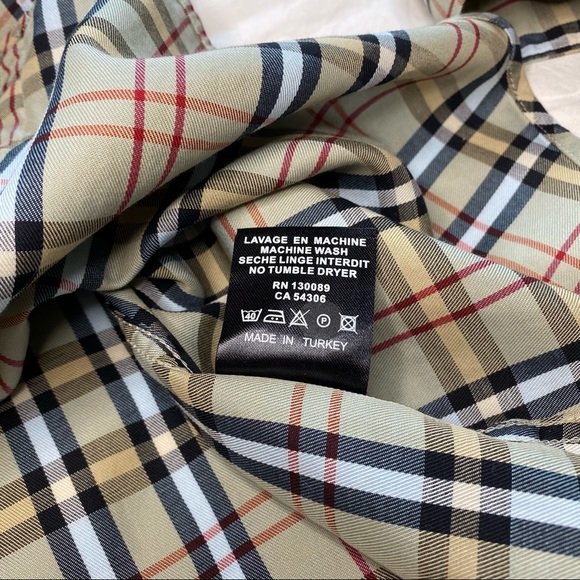 LAVAGE EN MACHINE
MACHINE WASH
SECHE LINGE INTERDIT
NO TUMBLE DRYER
RN 130089
CA 54306
40 P
MADE IN TURKEY